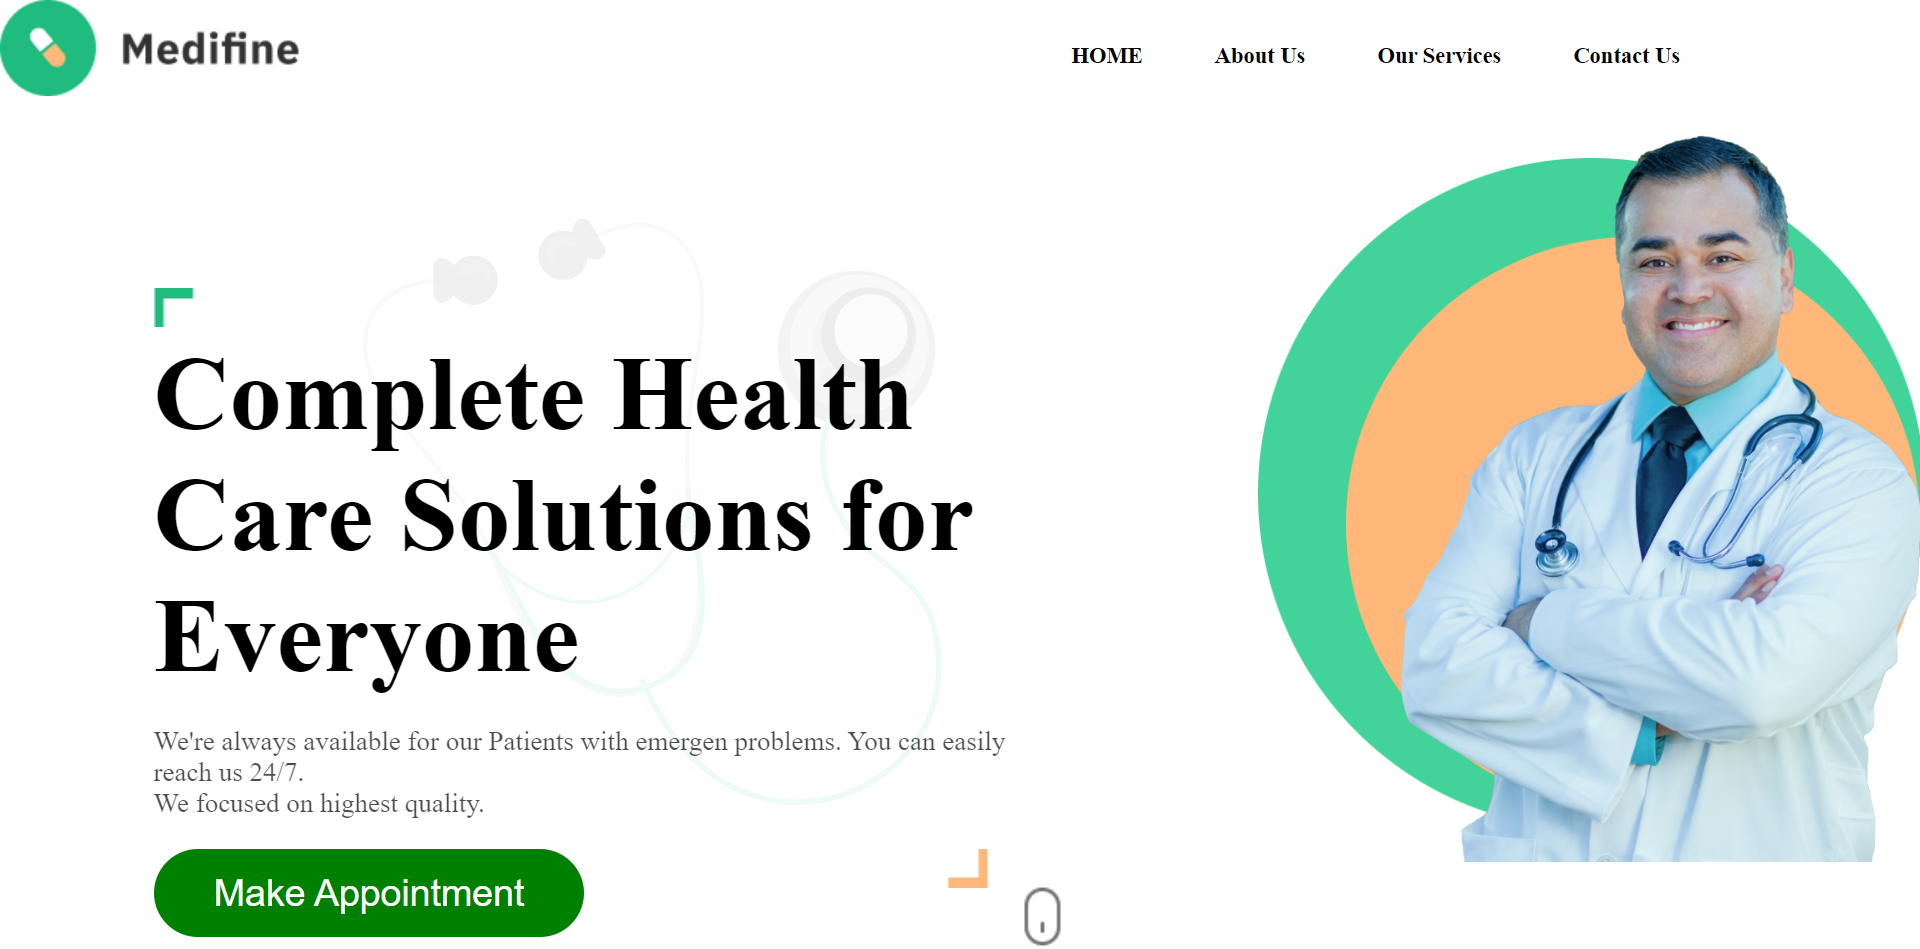 Medifine
HOME About Us Our Services Contact Us
Complete Health
Care Solutions for
Everyone
We're always available for our Patients with emergen problems. You can easily
reach us 24/7.
We focused on highest quality.
Make Appointment